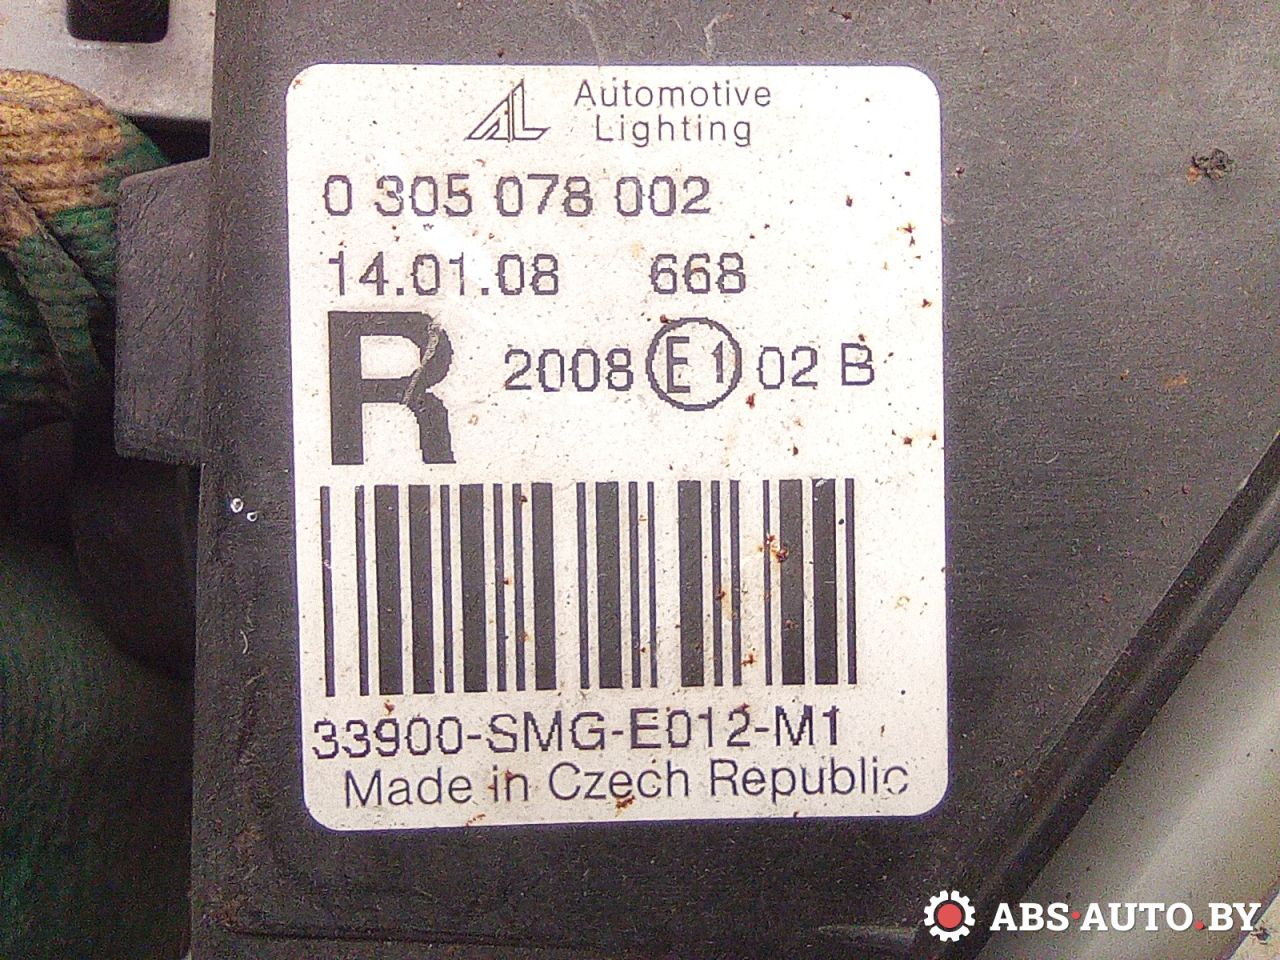 AL Automotive
Lighting
0 305 078 002
14.01.08 668
R 2008 E1 02 B
33900-SMG-E012-M1
Made in Czech Republic
ABS·AUTO.BY